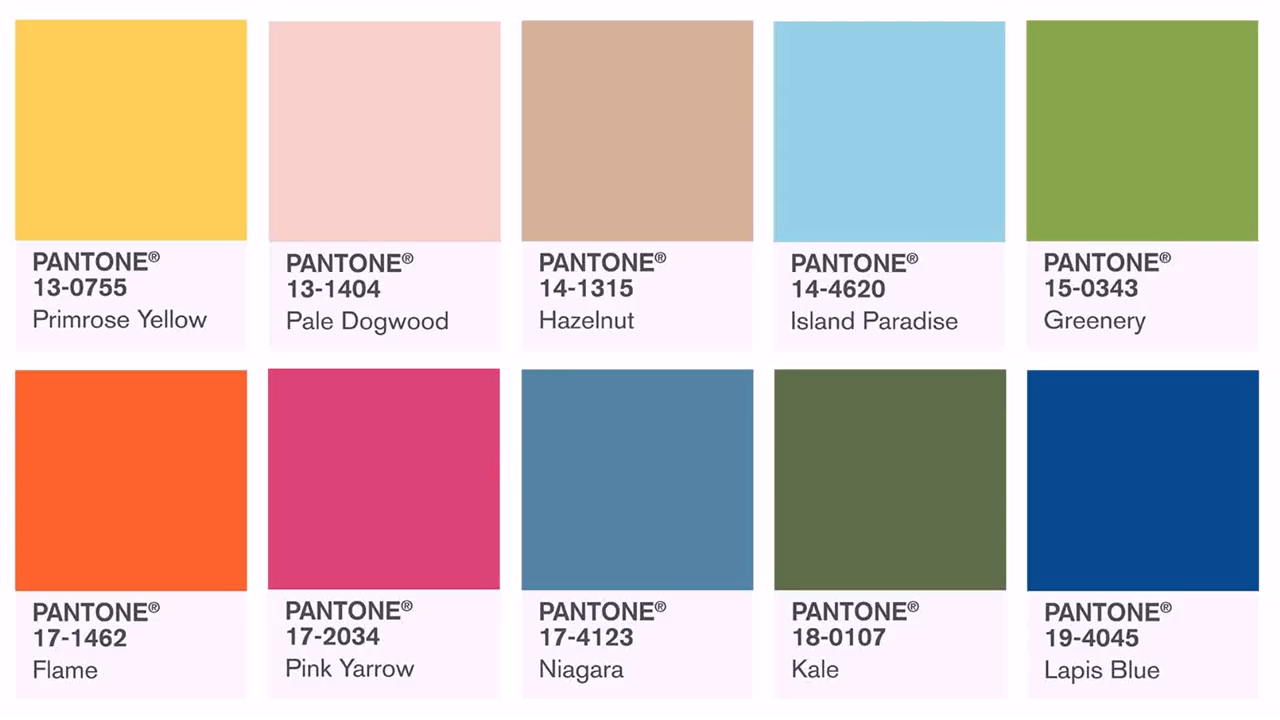 PANTONE®
13-0755
Primrose Yellow
PANTONE®
13-1404
Pale Dogwood
PANTONE®
14-1315
Hazelnut
PANTONE®
14-4620
Island Paradise
PANTONE®
15-0343
Greenery
PANTONE®
17-1462
Flame
PANTONE®
17-2034
Pink Yarrow
PANTONE®
17-4123
Niagara
PANTONE®
18-0107
Kale
PANTONE®
19-4045
Lapis Blue